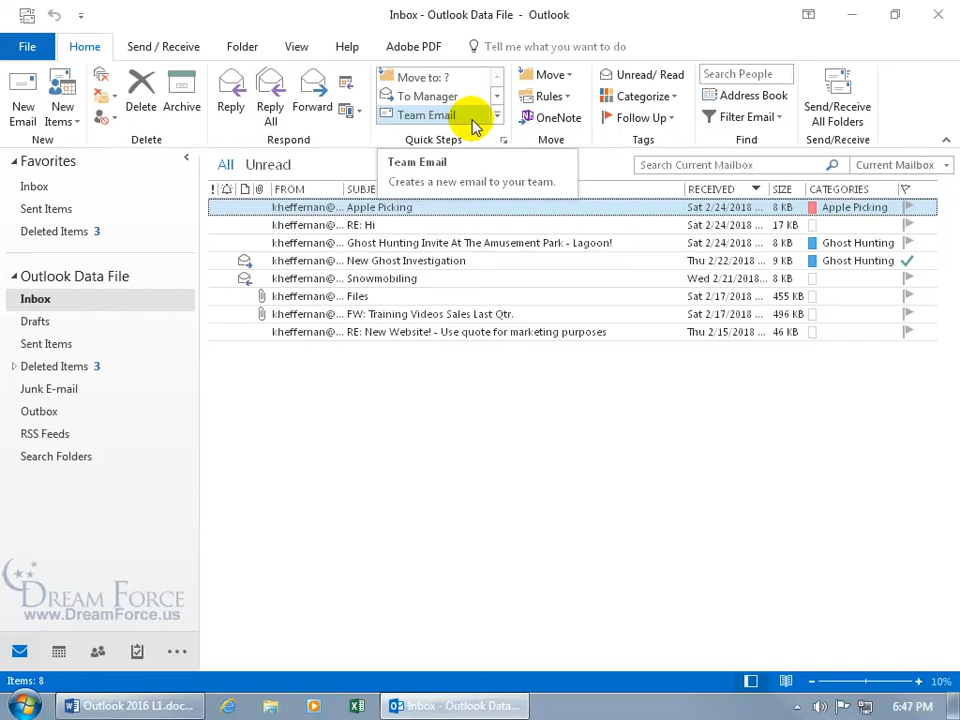 Inbox - Outlook Data File - Outlook
File Home Send / Receive Folder View Help Adobe PDF Tell me what you want to do
New Email
New Items
Delete
Archive
Reply
Reply All
Forward
Move to: ?
To Manager
Team Email
Move
Rules
OneNote
Unread/ Read
Categorize
Follow Up
Search People
Address Book
Filter Email
Send/Receive All Folders
New Delete Respond Quick Steps Move Tags Find Send/Receive
Team Email
Creates a new email to your team.
Favorites
Inbox
Sent Items
Deleted Items 3
Outlook Data File
Inbox
Drafts
Sent Items
Deleted Items 3
Junk E-mail
Outbox
RSS Feeds
Search Folders
All Unread Search Current Mailbox Current Mailbox
! FROM SUBJE RECEIVED SIZE CATEGORIES
kheffernan@... Apple Picking Sat 2/24/2018 ... 8 KB Apple Picking
kheffernan@... RE: Hi Sat 2/24/2018 ... 17 KB
kheffernan@... Ghost Hunting Invite At The Amusement Park - Lagoon! Sat 2/24/2018 ... 8 KB Ghost Hunting
kheffernan@... New Ghost Investigation Thu 2/22/2018 ... 9 KB Ghost Hunting
kheffernan@... Snowmobiling Wed 2/21/2018... 8 KB
kheffernan@... Files Sat 2/17/2018 ... 455 KB
kheffernan@... FW: Training Videos Sales Last Qtr. Sat 2/17/2018 ... 496 KB
kheffernan@... RE: New Website! - Use quote for marketing purposes Thu 2/15/2018 ... 46 KB
DREAM FORCE
www.DreamForce.us
Items: 8 10%
Outlook 2016 L1.doc... Inbox - Outlook Data... 6:47 PM